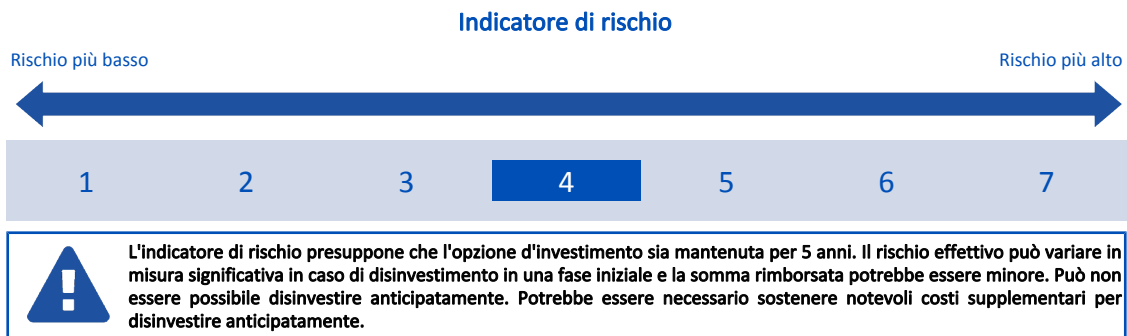 Indicatore di rischio
Rischio più basso
Rischio più alto
1 2 3 4 5 6 7
L'indicatore di rischio presuppone che l'opzione d'investimento sia mantenuta per 5 anni. Il rischio effettivo può variare in
misura significativa in caso di disinvestimento in una fase iniziale e la somma rimborsata potrebbe essere minore. Può non
essere possibile disinvestire anticipatamente. Potrebbe essere necessario sostenere notevoli costi supplementari per
disinvestire anticipatamente.